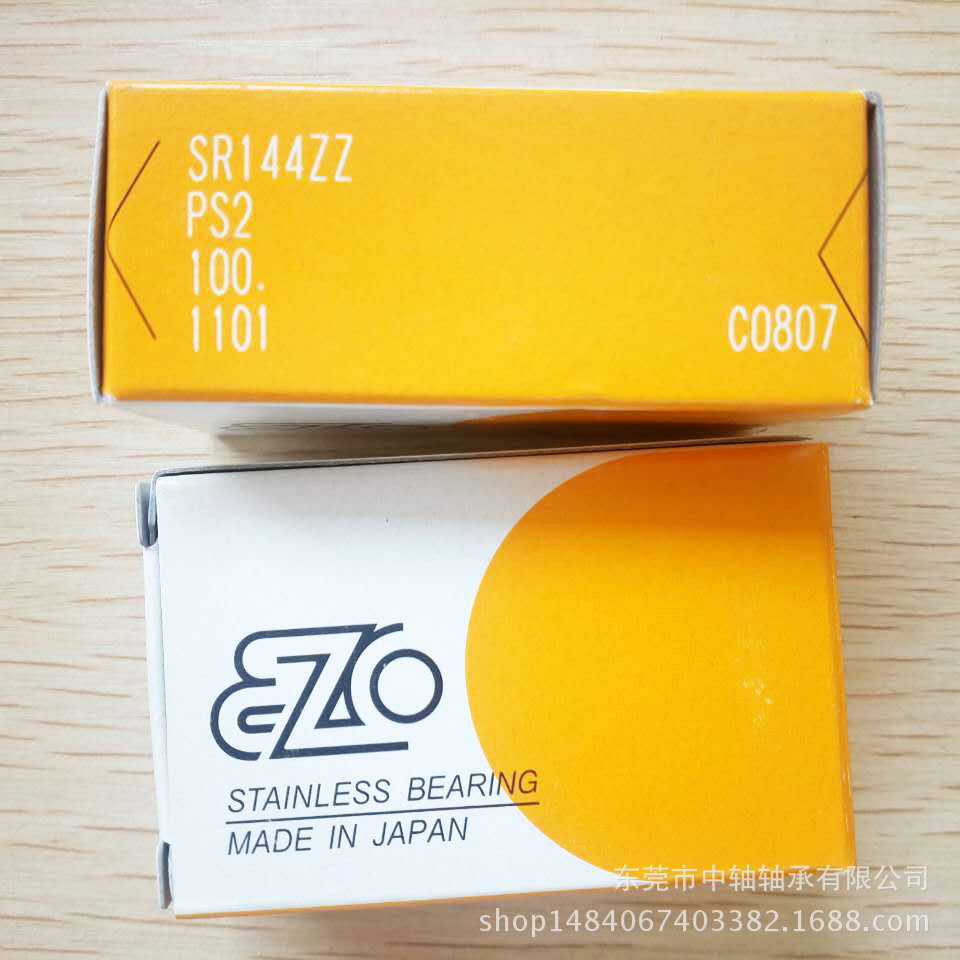 SR144ZZ
PS2
100.
1101
C0807
EZO
STAINLESS BEARING
MADE IN JAPAN
东莞市中轴轴承有限公司
shop1484067403382.1688.com